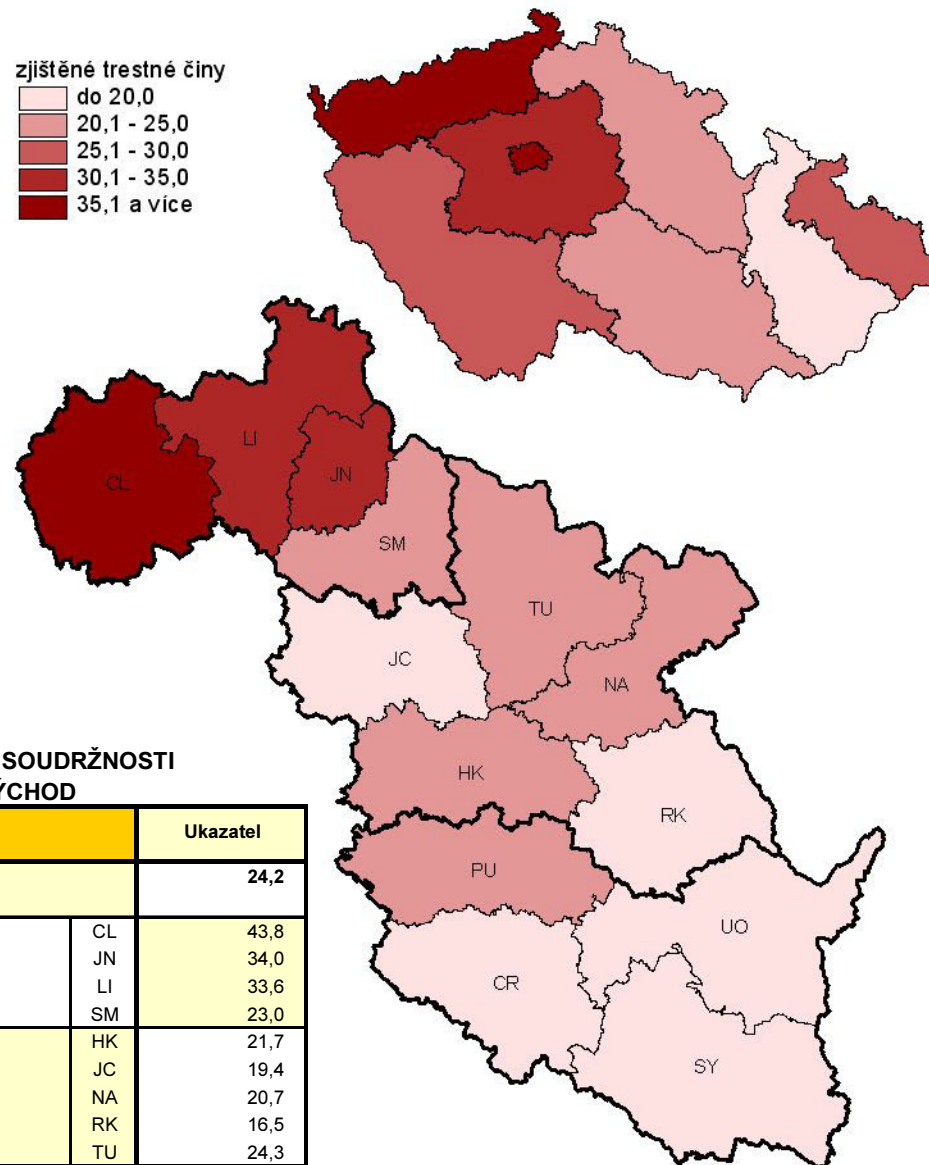 zjištěné trestné činy
do 20,0
20,1 - 25,0
25,1 - 30,0
30,1 - 35,0
35,1 a více
CL
LI
JN
SM
TU
JC
NA
HK
RK
PU
UO
CR
SY
SOUDRŽNOSTI
ÝCHOD
Ukazatel
24,2
CL 43,8
JN 34,0
LI 33,6
SM 23,0
HK 21,7
JC 19,4
NA 20,7
RK 16,5
TU 24,3